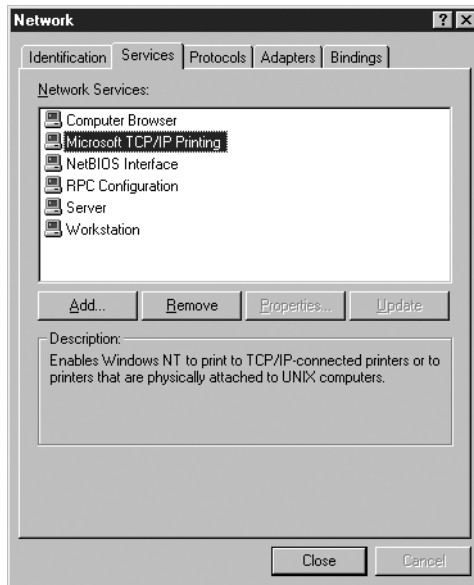 Network
Identification Services Protocols Adapters Bindings
Network Services:
Computer Browser
Microsoft TCP/IP Printing
NetBIOS Interface
RPC Configuration
Server
Workstation
Add... Remove Properties... Update
Description:
Enables Windows NT to print to TCP/IP-connected printers or to
printers that are physically attached to UNIX computers.
Close Cancel